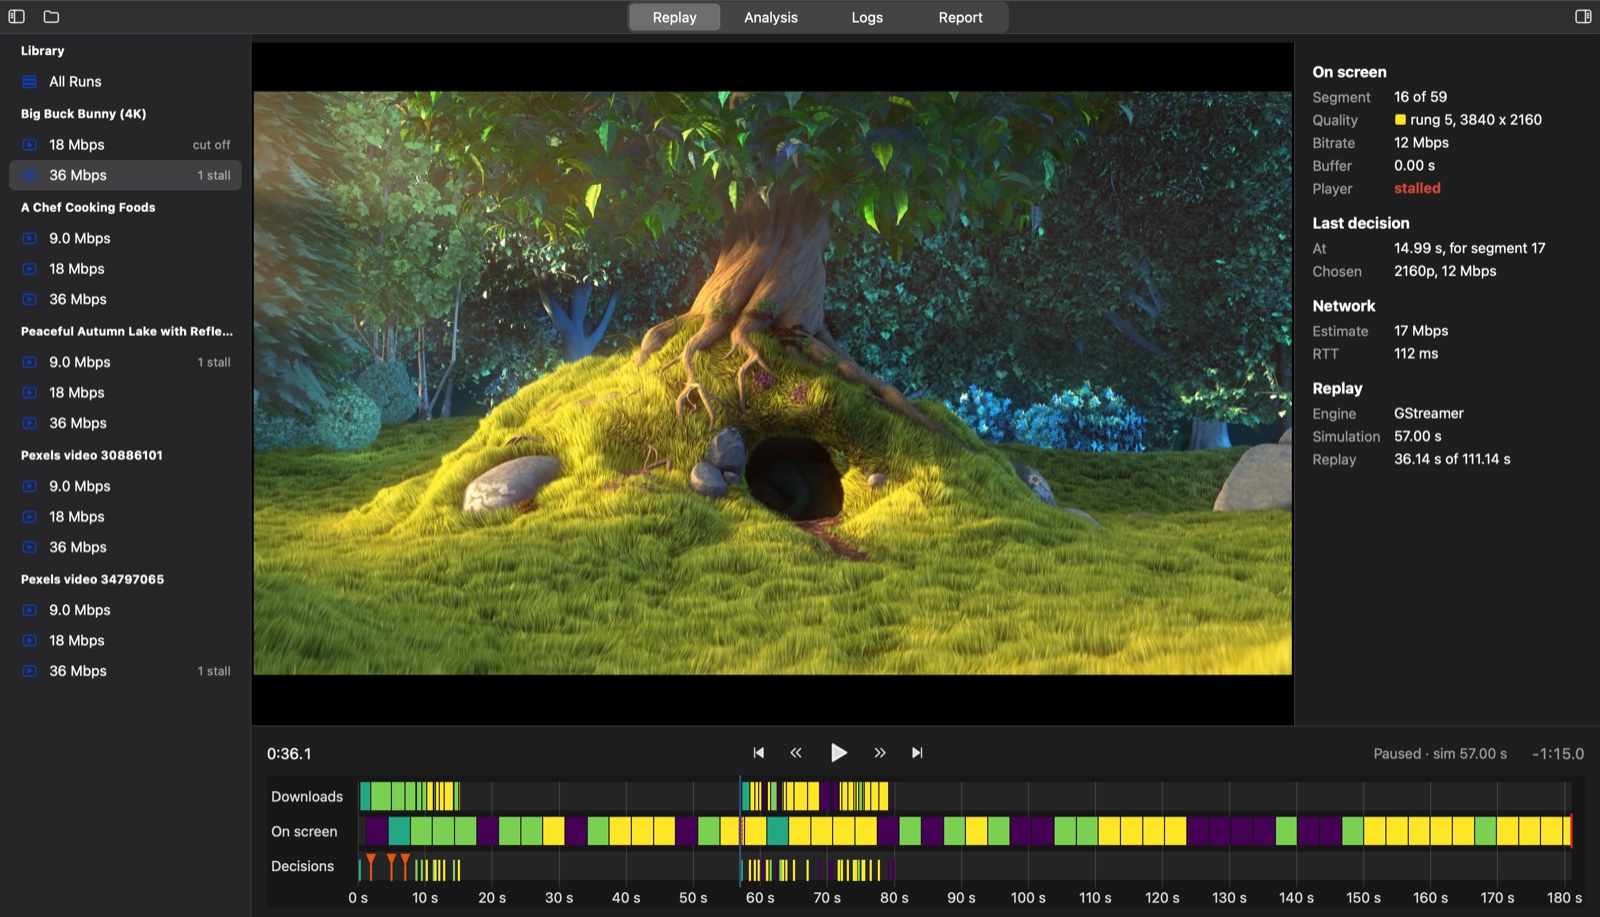 Replay Analysis Logs Report
Library
All Runs
Big Buck Bunny (4K)
18 Mbps cut off
36 Mbps 1 stall
A Chef Cooking Foods
9.0 Mbps
18 Mbps
36 Mbps
Peaceful Autumn Lake with Refle...
9.0 Mbps 1 stall
18 Mbps
36 Mbps
Pexels video 30886101
9.0 Mbps
18 Mbps
36 Mbps
Pexels video 34797065
9.0 Mbps
18 Mbps
36 Mbps 1 stall
On screen
Segment 16 of 59
Quality rung 5, 3840 x 2160
Bitrate 12 Mbps
Buffer 0.00 s
Player stalled
Last decision
At 14.99 s, for segment 17
Chosen 2160p, 12 Mbps
Network
Estimate 17 Mbps
RTT 112 ms
Replay
Engine GStreamer
Simulation 57.00 s
Replay 36.14 s of 111.14 s
0:36.1 Paused · sim 57.00 s -1:15.0
Downloads
On screen
Decisions
0 s 10 s 20 s 30 s 40 s 50 s 60 s 70 s 80 s 90 s 100 s 110 s 120 s 130 s 140 s 150 s 160 s 170 s 180 s